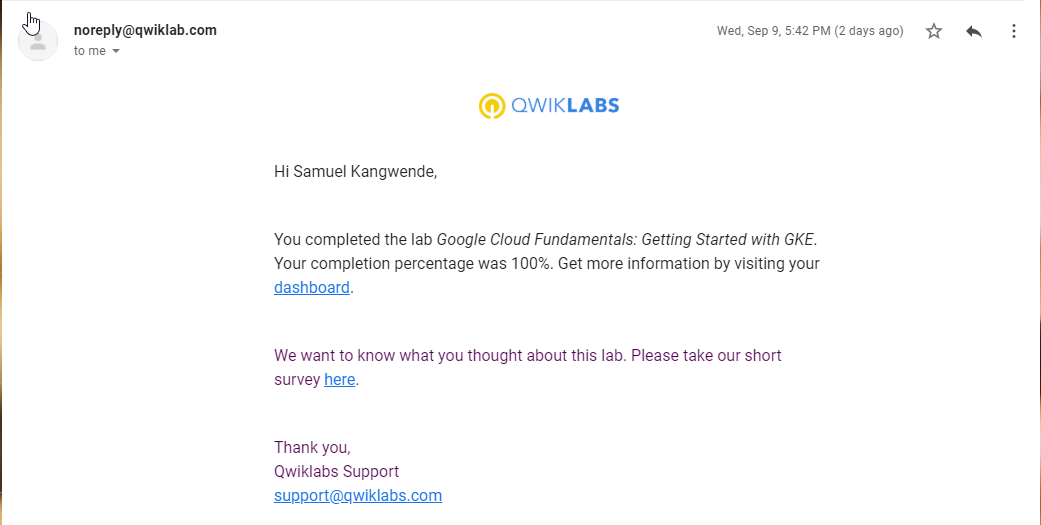 noreply@qwiklab.com
Wed, Sep 9, 5:42 PM (2 days ago)
to me
QWIKLABS
Hi Samuel Kangwende,
You completed the lab Google Cloud Fundamentals: Getting Started with GKE.
Your completion percentage was 100%. Get more information by visiting your
dashboard.
We want to know what you thought about this lab. Please take our short
survey here.
Thank you,
Qwiklabs Support
support@qwiklabs.com